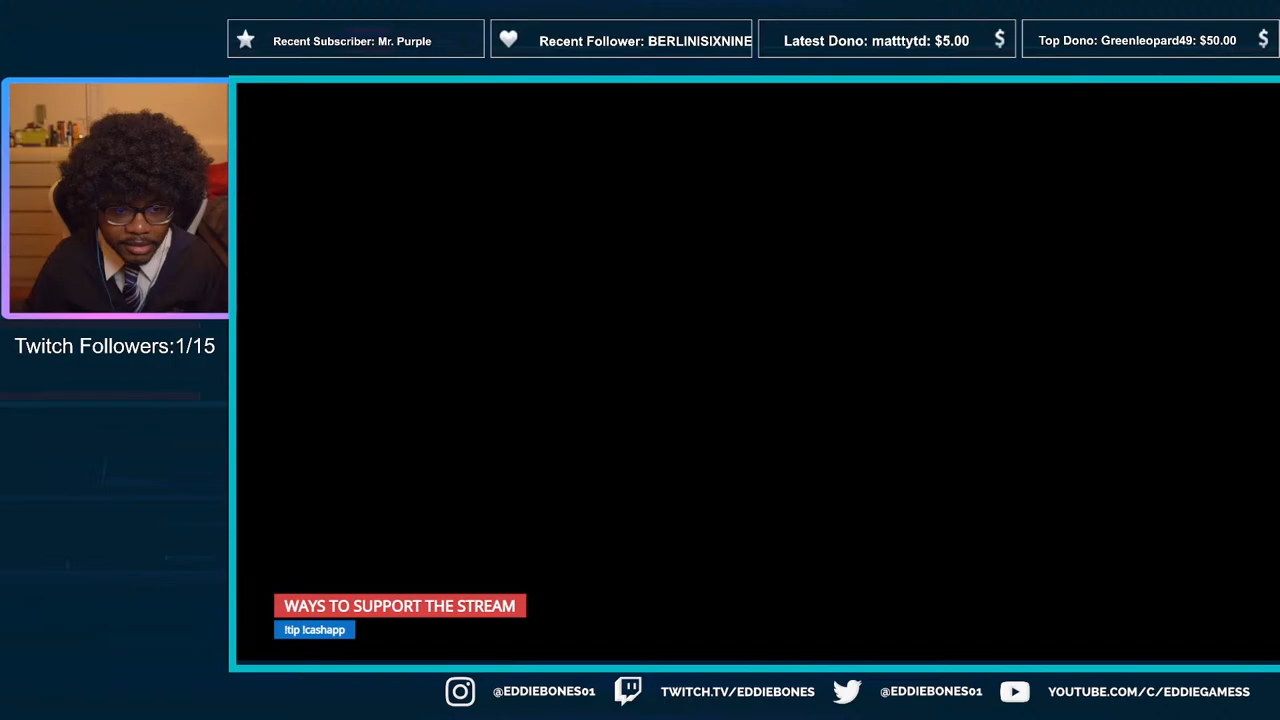 Recent Subscriber: Mr. Purple
Recent Follower: BERLINISIXNINE
Latest Dono: matttytd: $5.00
Top Dono: Greenleopard49: $50.00
Twitch Followers:1/15
WAYS TO SUPPORT THE STREAM
!tip !cashapp
@EDDIEBONES01
TWITCH.TV/EDDIEBONES
@EDDIEBONES01
YOUTUBE.COM/C/EDDIEGAMESS